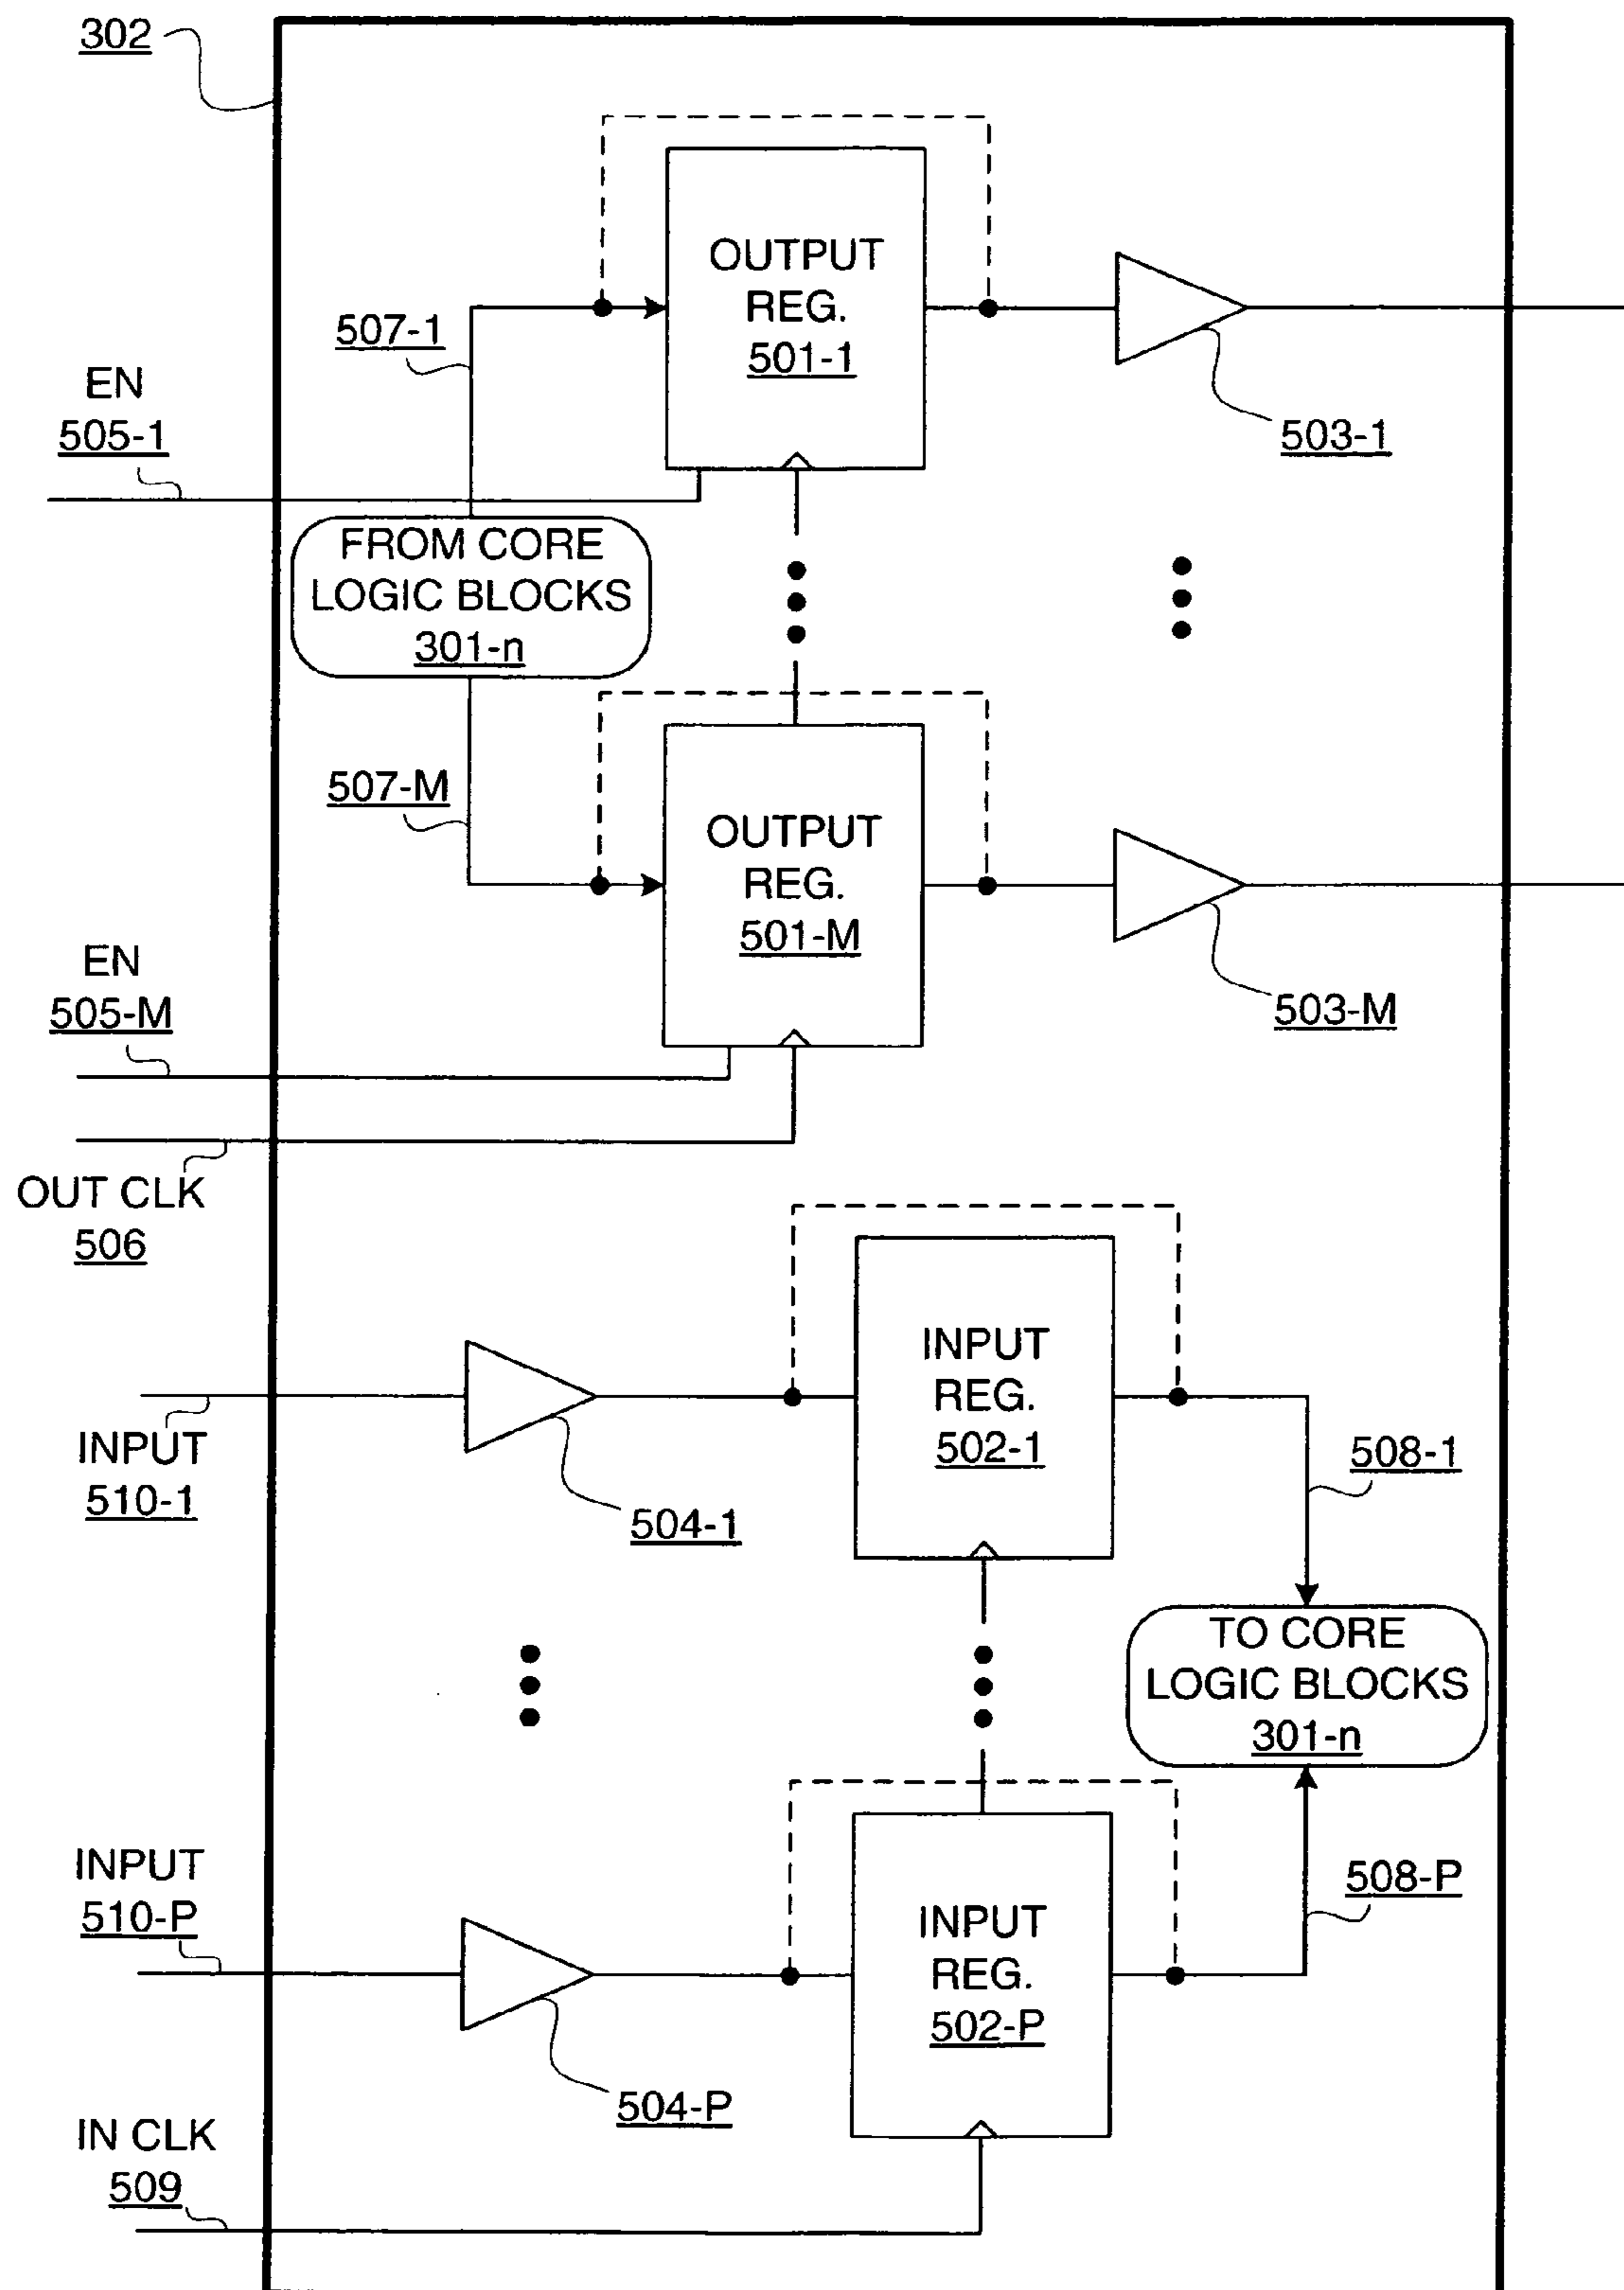 302
OUTPUT
REG.
501-1
507-1
EN
505-1
503-1
FROM CORE
LOGIC BLOCKS
301-n
507-M
OUTPUT
REG.
501-M
EN
505-M
503-M
OUT CLK
506
INPUT
REG.
502-1
INPUT
510-1
504-1
508-1
TO CORE
LOGIC BLOCKS
301-n
INPUT
510-P
508-P
INPUT
REG.
502-P
504-P
IN CLK
509